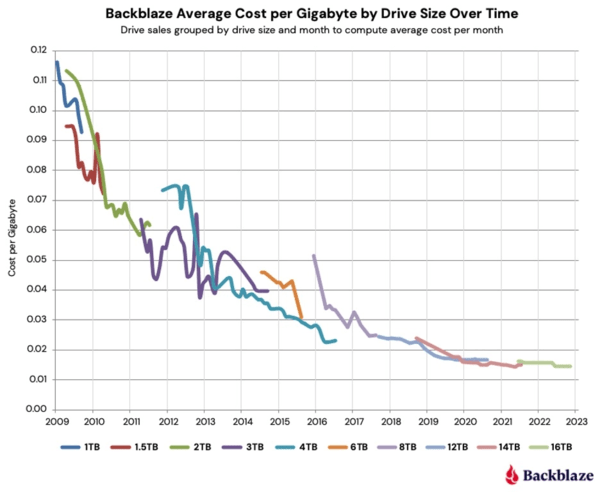 Backblaze Average Cost per Gigabyte by Drive Size Over Time
Drive sales grouped by drive size and month to compute average cost per month
0.12
0.11
0.10
0.09
0.08
0.07
0.06
0.05
0.04
0.03
0.02
0.01
0.00
Cost per Gigabyte
2009 2010 2011 2012 2013 2014 2015 2016 2017 2018 2019 2020 2021 2022 2023
1TB 1.5TB 2TB 3TB 4TB 6TB 8TB 12TB 14TB 16TB
Backblaze